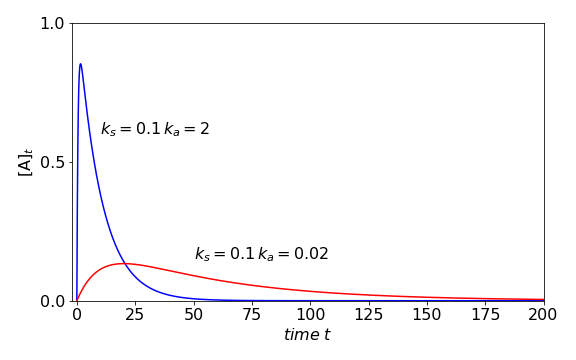 1.0
[A]t
0.5
0.0
ks = 0.1 ka = 2
ks = 0.1 ka = 0.02
0 25 50 75 100 125 150 175 200
time t